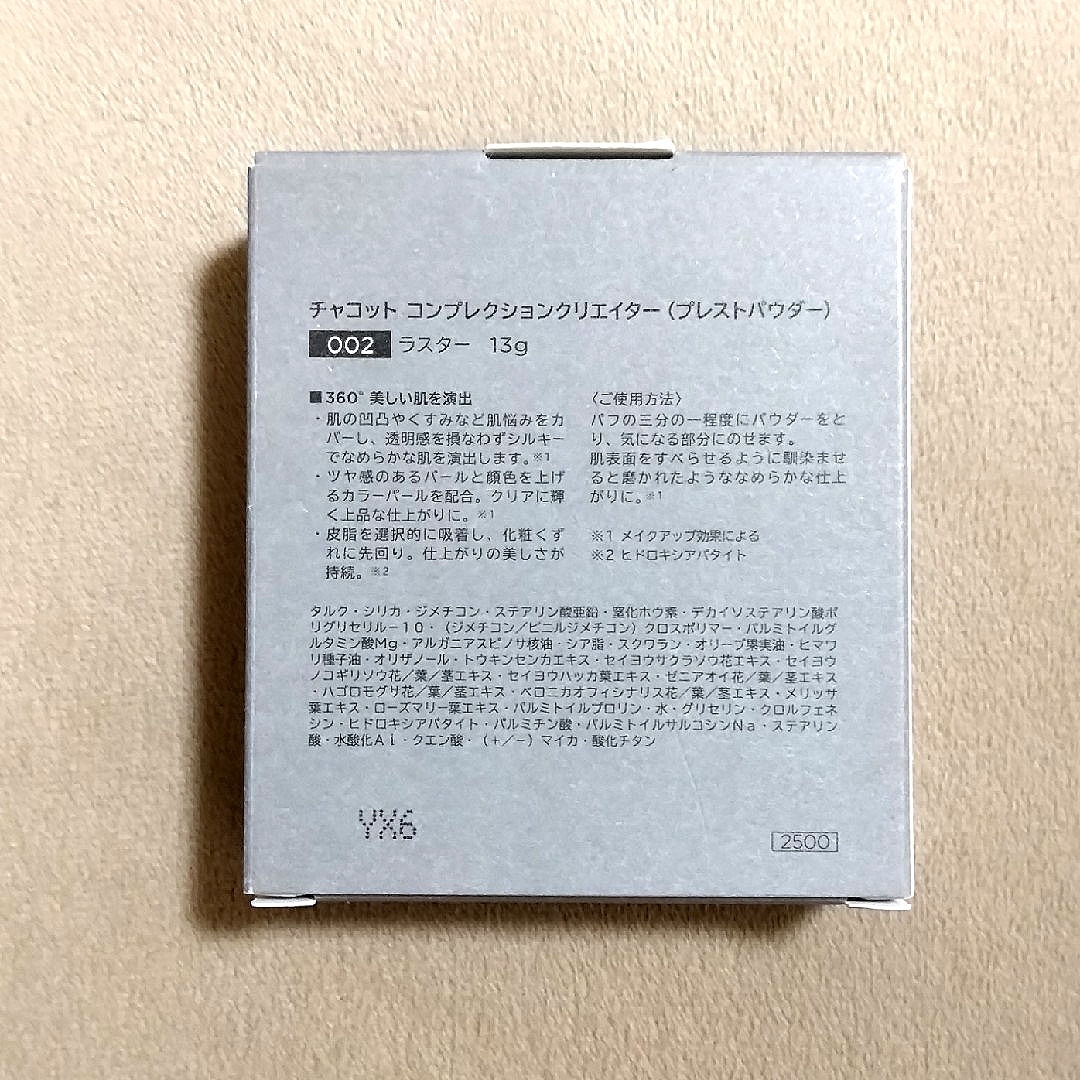 チャコット コンプレクションクリエイター（プレストパウダー）
002 ラスター 13g
■360°美しい肌を演出
・肌の凹凸やくすみなど肌悩みをカ
バーし、透明感を損なわずシルキー
でなめらかな肌を演出します。※1
・ツヤ感のあるパールと顔色を上げ
るカラーパールを配合。クリアに輝
く上品な仕上がりに。※1
・皮脂を選択的に吸着し、化粧くず
れに先回り。仕上がりの美しさが
持続。※2
〈ご使用方法〉
パフの三分の一程度にパウダーをと
り、気になる部分にのせます。
肌表面をすべらせるように馴染ませ
ると磨かれたようななめらかな仕上
がりに。※1
※1 メイクアップ効果による
※2 ヒドロキシアパタイト
タルク・シリカ・ジメチコン・ステアリン酸亜鉛・窒化ホウ素・デカイソステアリン酸ポ
リグリセリル－10・（ジメチコン／ビニルジメチコン）クロスポリマー・パルミトイルグ
ルタミン酸Mg・アルガニアスピノサ核油・シア脂・スクワラン・オリーブ果実油・ヒマワ
リ種子油・オリザノール・トウキンセンカエキス・セイヨウサクラソウ花エキス・セイヨウ
ノコギリソウ花／葉／茎エキス・セイヨウハッカ葉エキス・ゼニアオイ花／葉／茎エキス
・ハゴロモグサ花／葉／茎エキス・ベロニカオフィシナリス花／葉／茎エキス・メリッサ
葉エキス・ローズマリー葉エキス・パルミトイルプロリン・水・グリセリン・クロルフェネ
シン・ヒドロキシアパタイト・パルミチン酸・パルミトイルサルコシンNa・ステアリン
酸・水酸化Al・クエン酸・（+／−）マイカ・酸化チタン
YX6
2500